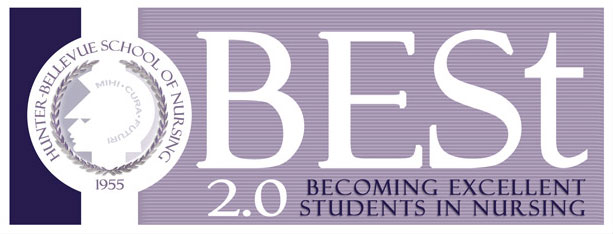 HUNTER-BELLEVUE SCHOOL OF NURSING
MIHI·CURA·FUTURI
1955
BESt
2.0 BECOMING EXCELLENT
STUDENTS IN NURSING